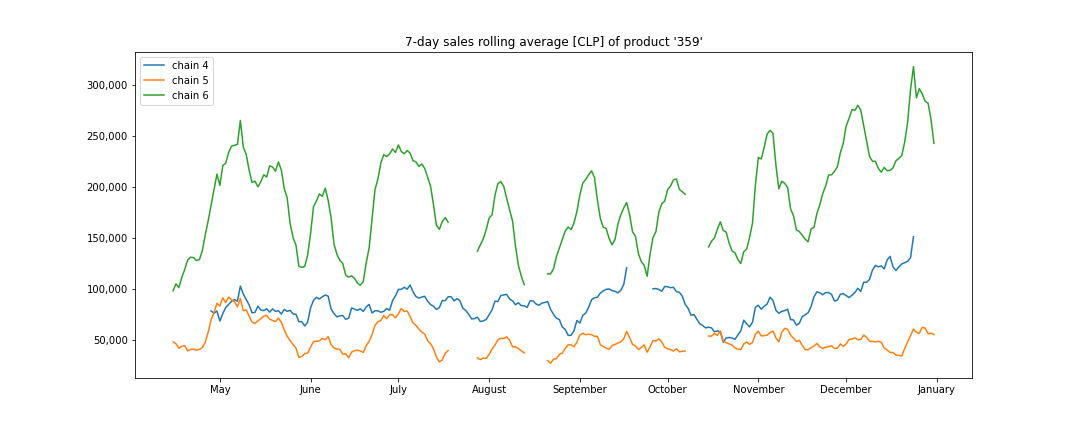 7-day sales rolling average [CLP] of product '359'
chain 4
chain 5
chain 6
300,000
250,000
200,000
150,000
100,000
50,000
May June July August September October November December January